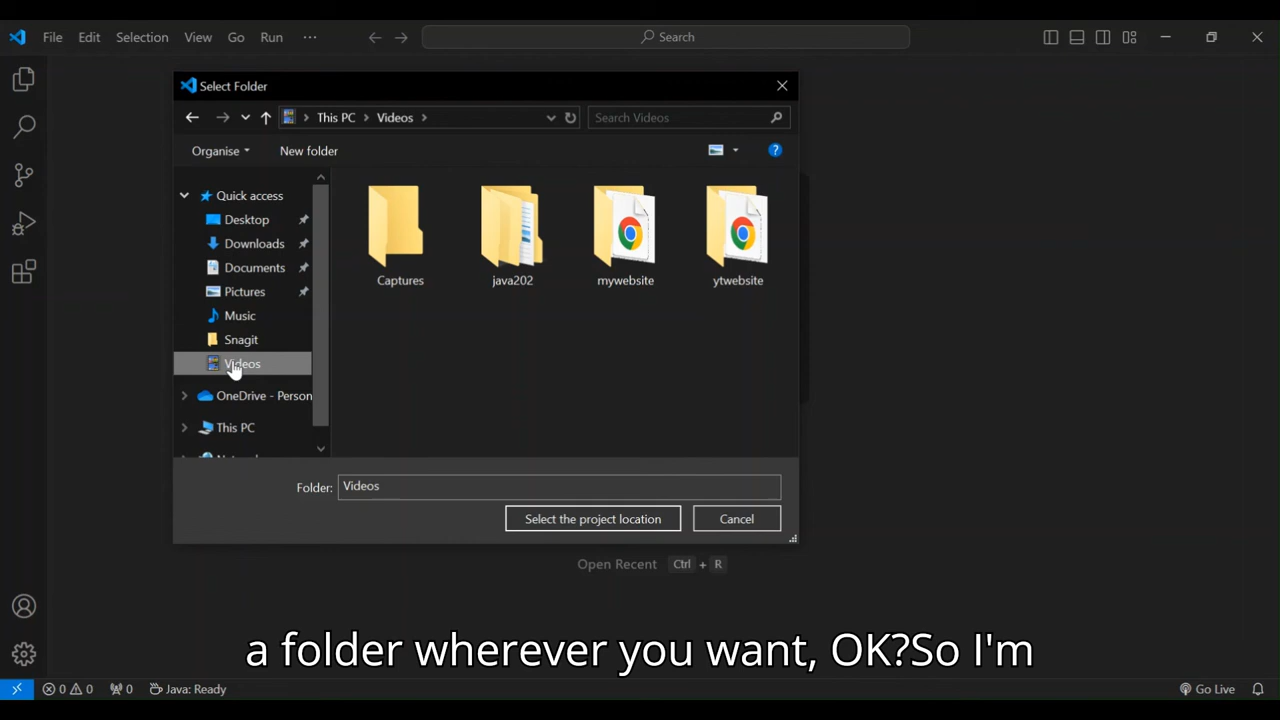 File Edit Selection View Go Run ···
Search
Select Folder
This PC Videos
Search Videos
Organise New folder
Quick access
Desktop
Downloads
Documents
Pictures
Music
Snagit
Videos
OneDrive - Person
This PC
Captures
java202
mywebsite
ytwebsite
Folder: Videos
Select the project location Cancel
Open Recent Ctrl + R
a folder wherever you want, OK?So I'm
0 0 0 Java: Ready Go Live